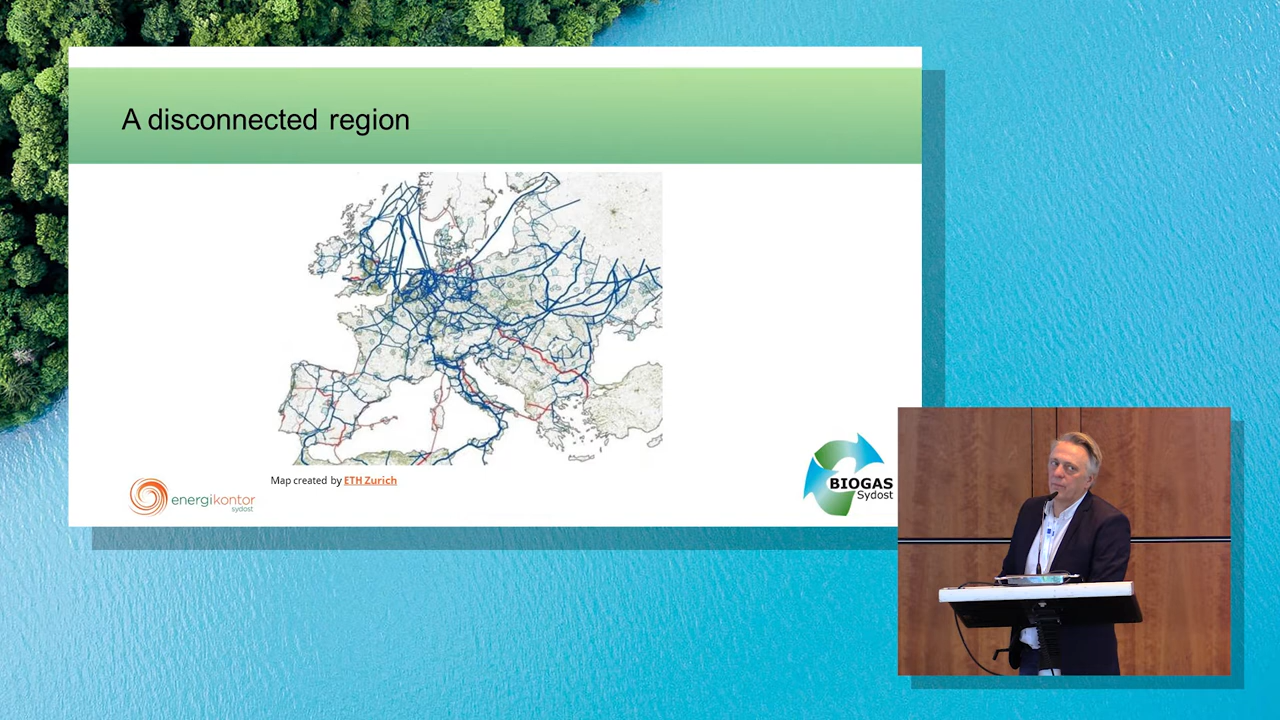 A disconnected region
Map created by ETH Zurich
energikontor
sydost
BIOGAS
Sydost